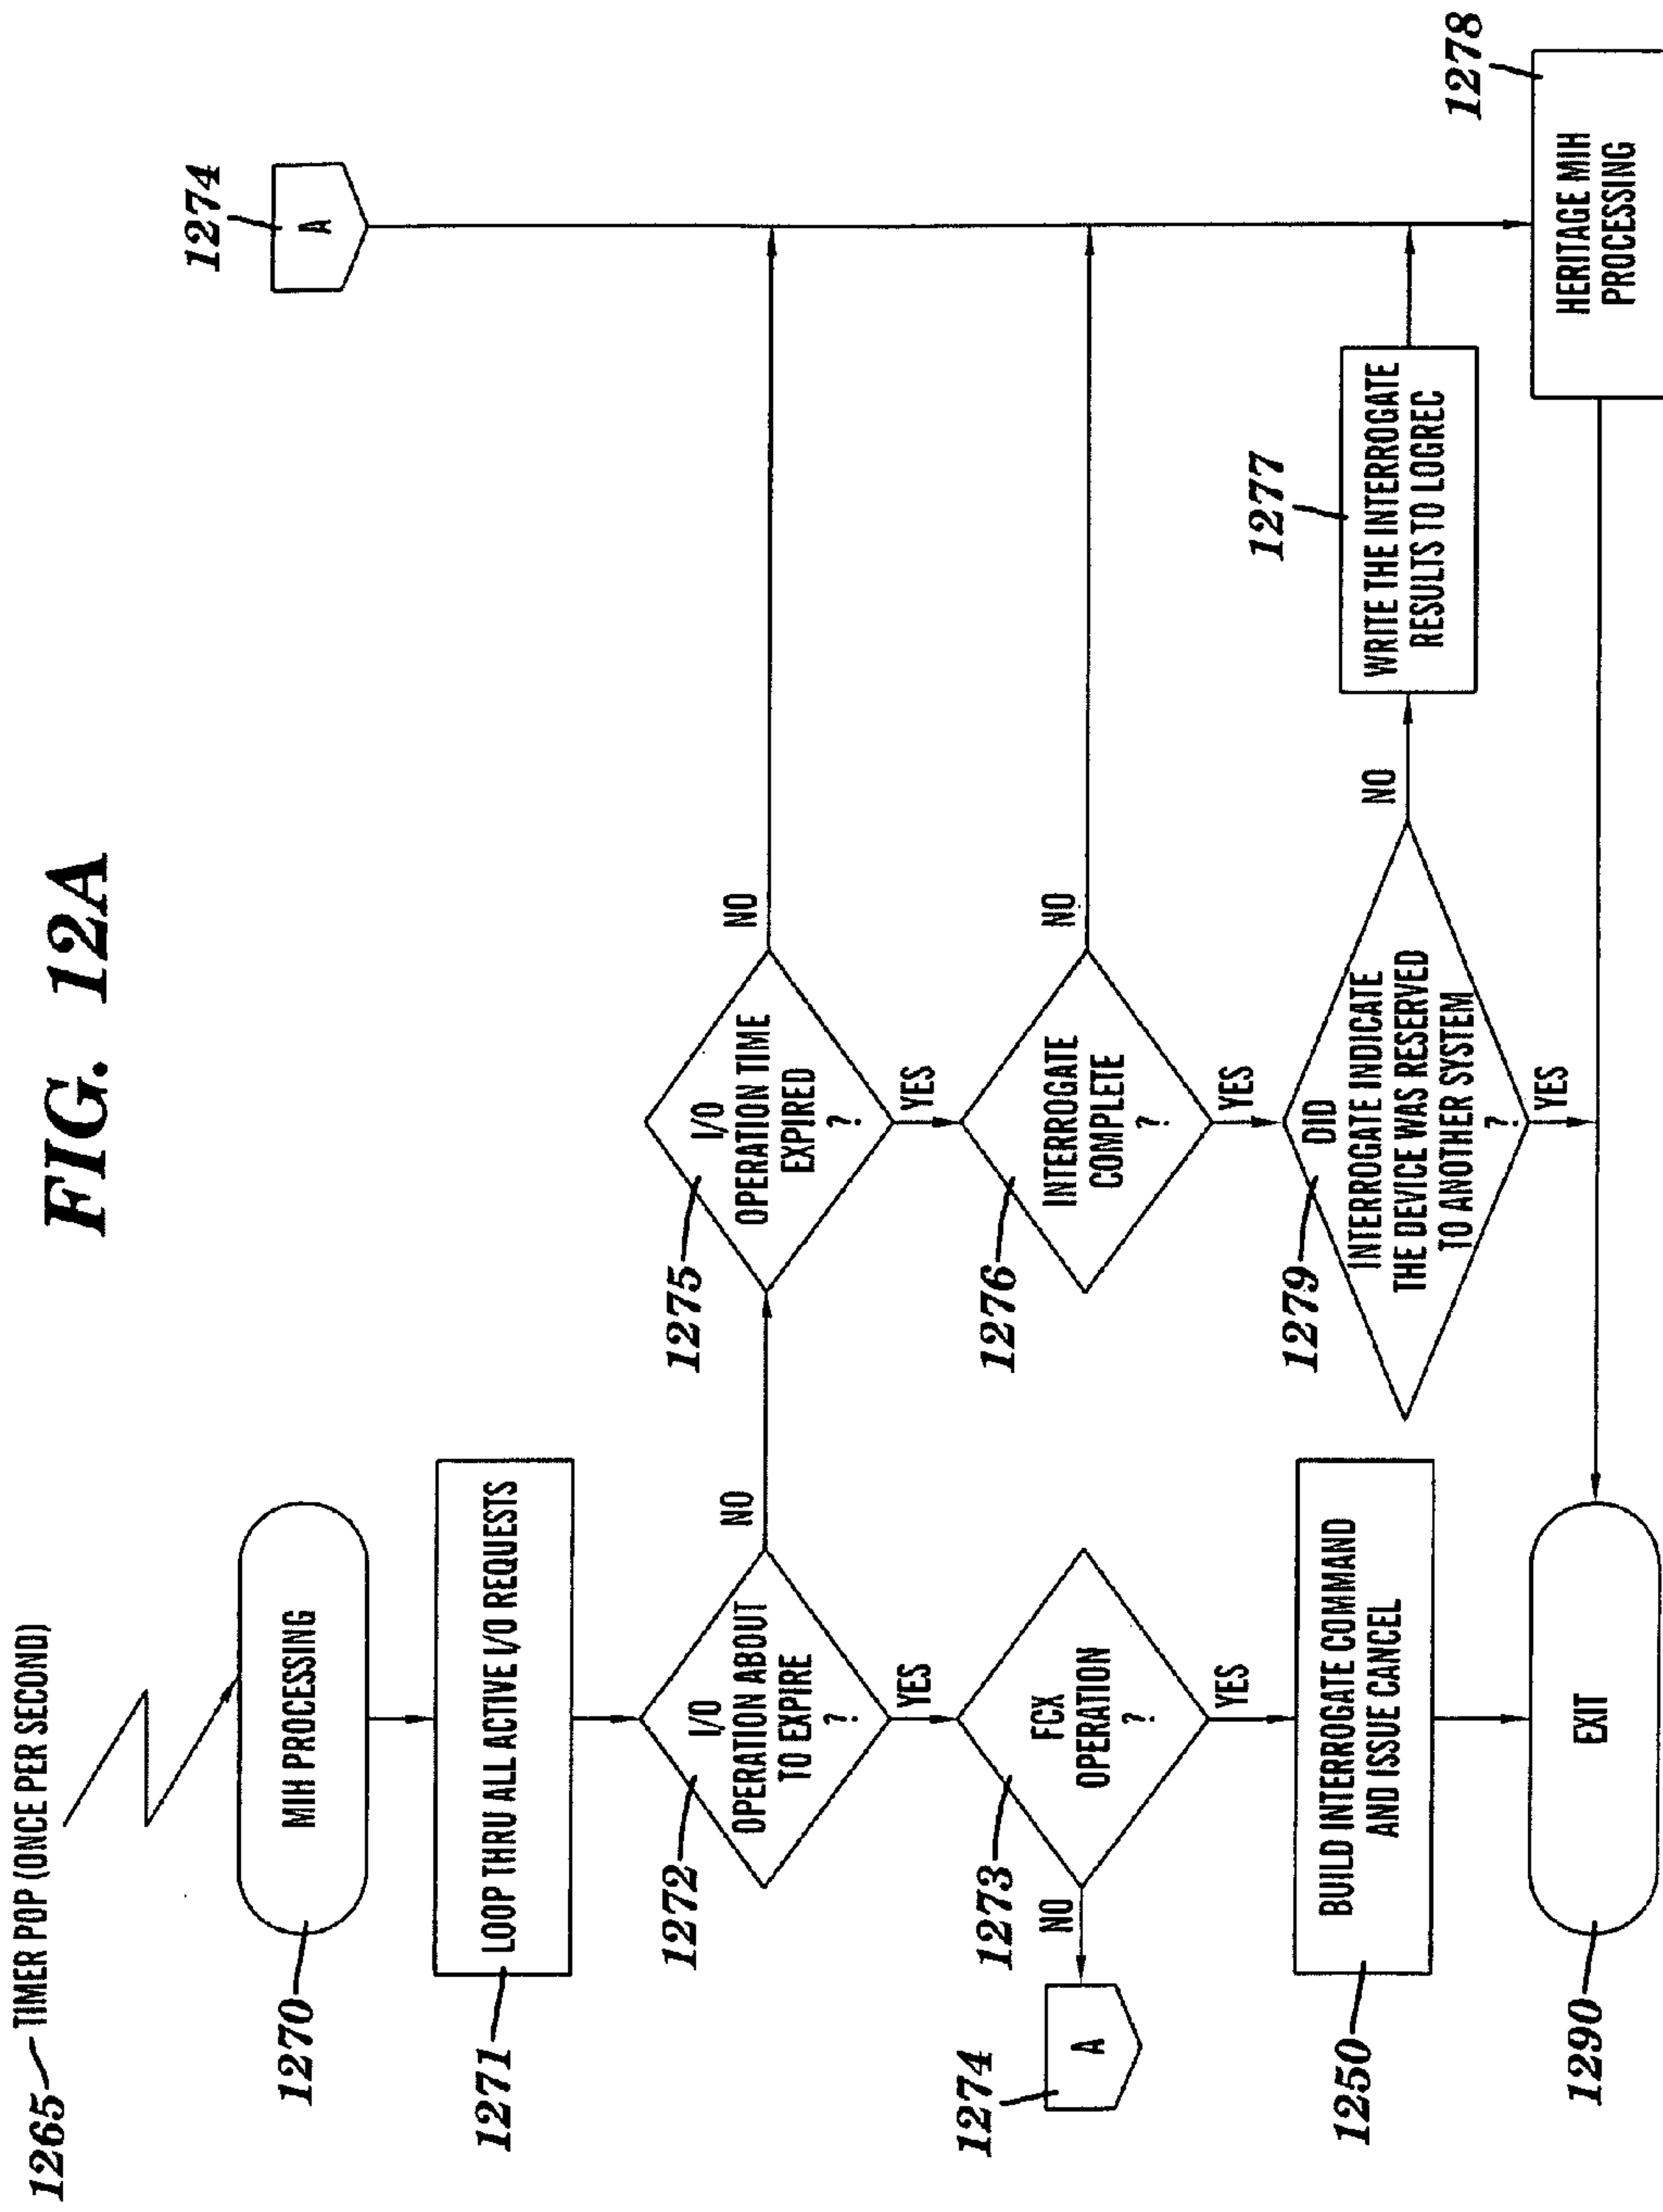 FIG. 12A
1265
TIMER POP (ONCE PER SECOND)
1270
MIH PROCESSING
1271
LOOP THRU ALL ACTIVE I/O REQUESTS
1272
I/O
OPERATION ABOUT
TO EXPIRE
?
NO
YES
1275
I/O
OPERATION TIME
EXPIRED
?
NO
YES
1274
A
1273
FCX
OPERATION
?
NO
YES
1274
A
1276
INTERROGATE
COMPLETE
?
NO
YES
1250
BUILD INTERROGATE COMMAND
AND ISSUE CANCEL
1279
DID
INTERROGATE INDICATE
THE DEVICE WAS RESERVED
TO ANOTHER SYSTEM
?
NO
YES
1277
WRITE THE INTERROGATE
RESULTS TO LOGREC
1290
EXIT
1278
HERITAGE MIH
PROCESSING